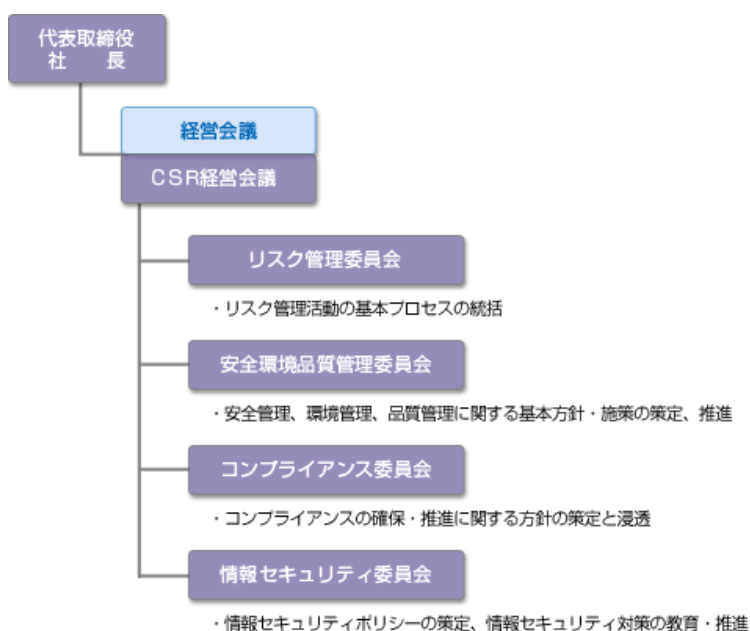 代表取締役
社　　長
経営会議
ＣＳＲ経営会議
リスク管理委員会
・リスク管理活動の基本プロセスの統括
安全環境品質管理委員会
・安全管理、環境管理、品質管理に関する基本方針・施策の策定、推進
コンプライアンス委員会
・コンプライアンスの確保・推進に関する方針の策定と浸透
情報セキュリティ委員会
・情報セキュリティポリシーの策定、情報セキュリティ対策の教育・推進